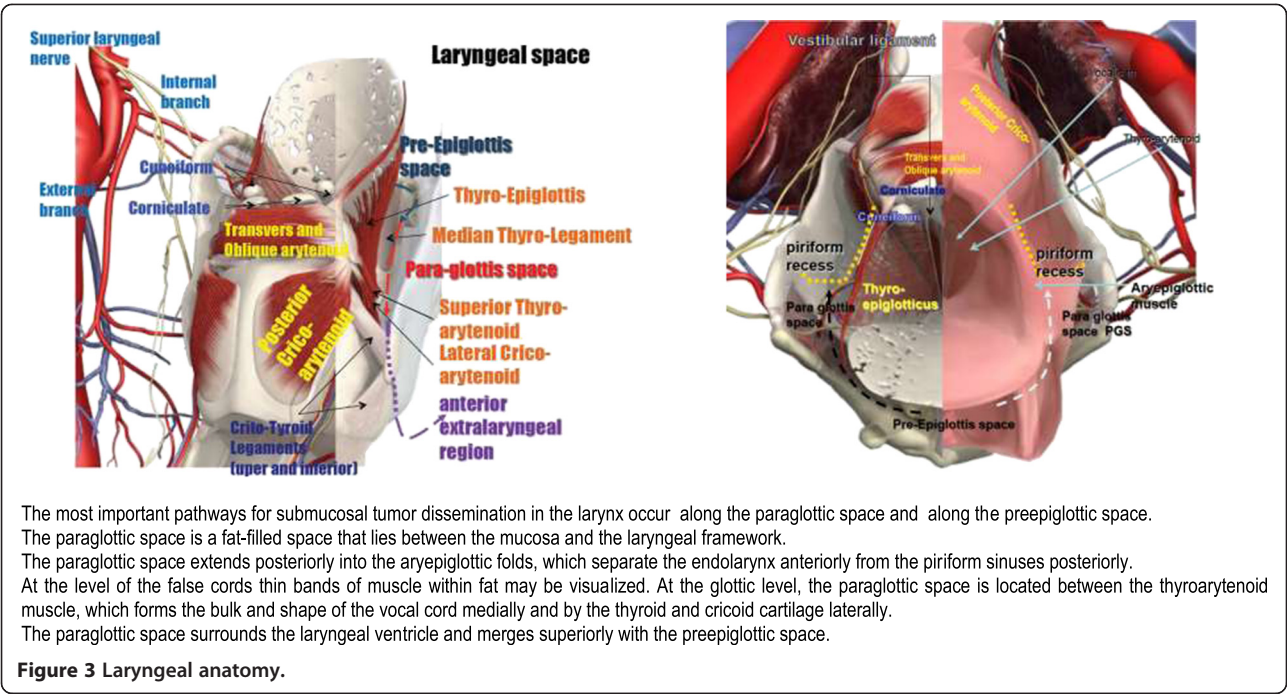 Superior laryngeal
nerve
Internal
branch
Laryngeal space
Cuneiform
Pre-Epiglottis
space
External
branch
Corniculate
Thyro-Epiglottis
Transvers and
Oblique arytenoid
Median Thyro-Legament
Para-glottis space
Posterior
Crico-
arytenoid
Superior Thyro-
arytenoid
Lateral Crico-
arytenoid
anterior
extralaryngeal
region
Crito-Tyroid
Legaments
(uper and inferior)
Vestibular ligament
Posterior Crico-
arytenoid
Thyro-arytenoid
Transvers and
Oblique arytenoid
Corniculate
Cuneiform
piriform
recess
piriform
recess
Thyro-
epiglotticus
Aryepiglottic
muscle
Para glottis
space
Para glottis
space PGS
Pre-Epiglottis space
The most important pathways for submucosal tumor dissemination in the larynx occur along the paraglottic space and along the preepiglottic space.
The paraglottic space is a fat-filled space that lies between the mucosa and the laryngeal framework.
The paraglottic space extends posteriorly into the aryepiglottic folds, which separate the endolarynx anteriorly from the piriform sinuses posteriorly.
At the level of the false cords thin bands of muscle within fat may be visualized. At the glottic level, the paraglottic space is located between the thyroarytenoid
muscle, which forms the bulk and shape of the vocal cord medially and by the thyroid and cricoid cartilage laterally.
The paraglottic space surrounds the laryngeal ventricle and merges superiorly with the preepiglottic space.
Figure 3 Laryngeal anatomy.